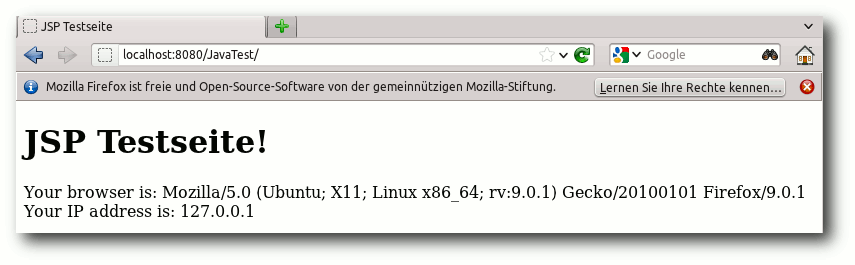 JSP Testseite
localhost:8080/JavaTest/
Google
Mozilla Firefox ist freie und Open-Source-Software von der gemeinnützigen Mozilla-Stiftung.
Lernen Sie Ihre Rechte kennen...
JSP Testseite!
Your browser is: Mozilla/5.0 (Ubuntu; X11; Linux x86_64; rv:9.0.1) Gecko/20100101 Firefox/9.0.1
Your IP address is: 127.0.0.1